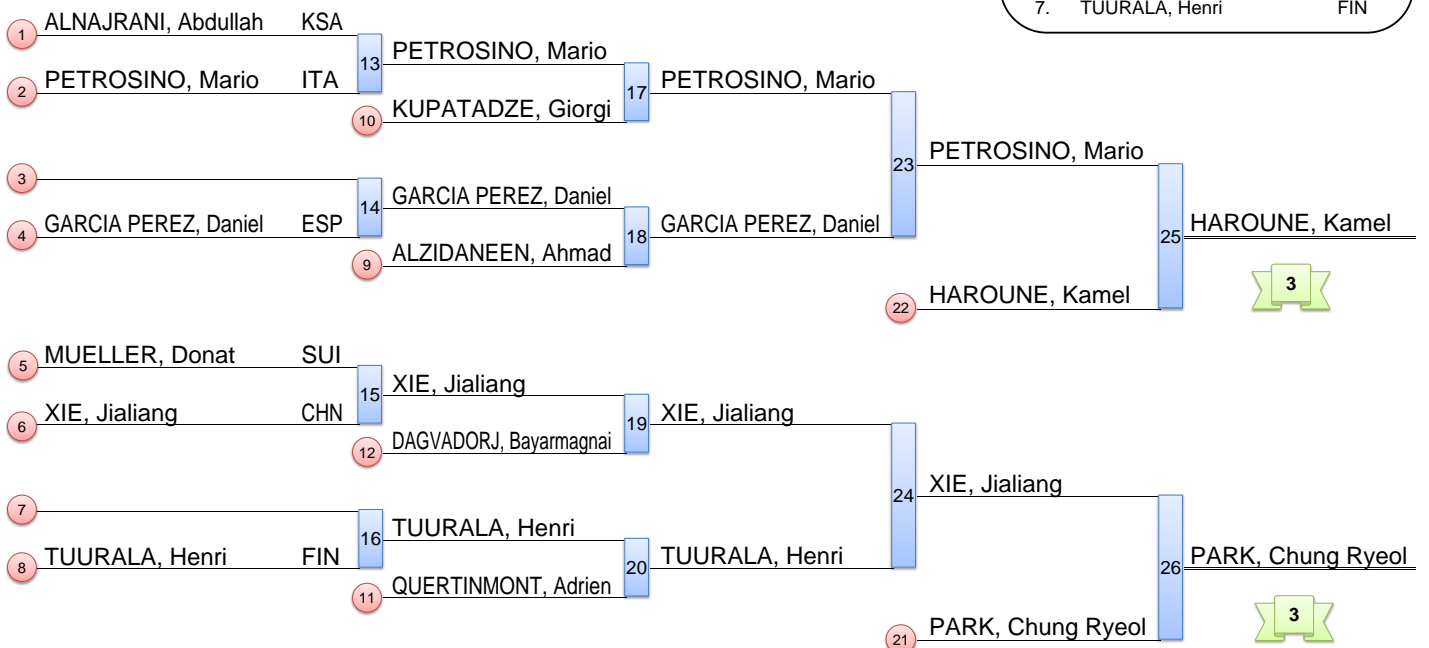 7. TUURALA, Henri FIN
1 ALNAJRANI, Abdullah KSA
13 PETROSINO, Mario
2 PETROSINO, Mario ITA
17 PETROSINO, Mario
10 KUPATADZE, Giorgi
23 PETROSINO, Mario
3
14 GARCIA PEREZ, Daniel
4 GARCIA PEREZ, Daniel ESP
18 GARCIA PEREZ, Daniel
9 ALZIDANEEN, Ahmad
25 HAROUNE, Kamel
3
22 HAROUNE, Kamel
5 MUELLER, Donat SUI
15 XIE, Jialiang
6 XIE, Jialiang CHN
19 XIE, Jialiang
12 DAGVADORJ, Bayarmagnai
24 XIE, Jialiang
7
16 TUURALA, Henri
8 TUURALA, Henri FIN
20 TUURALA, Henri
11 QUERTINMONT, Adrien
26 PARK, Chung Ryeol
3
21 PARK, Chung Ryeol